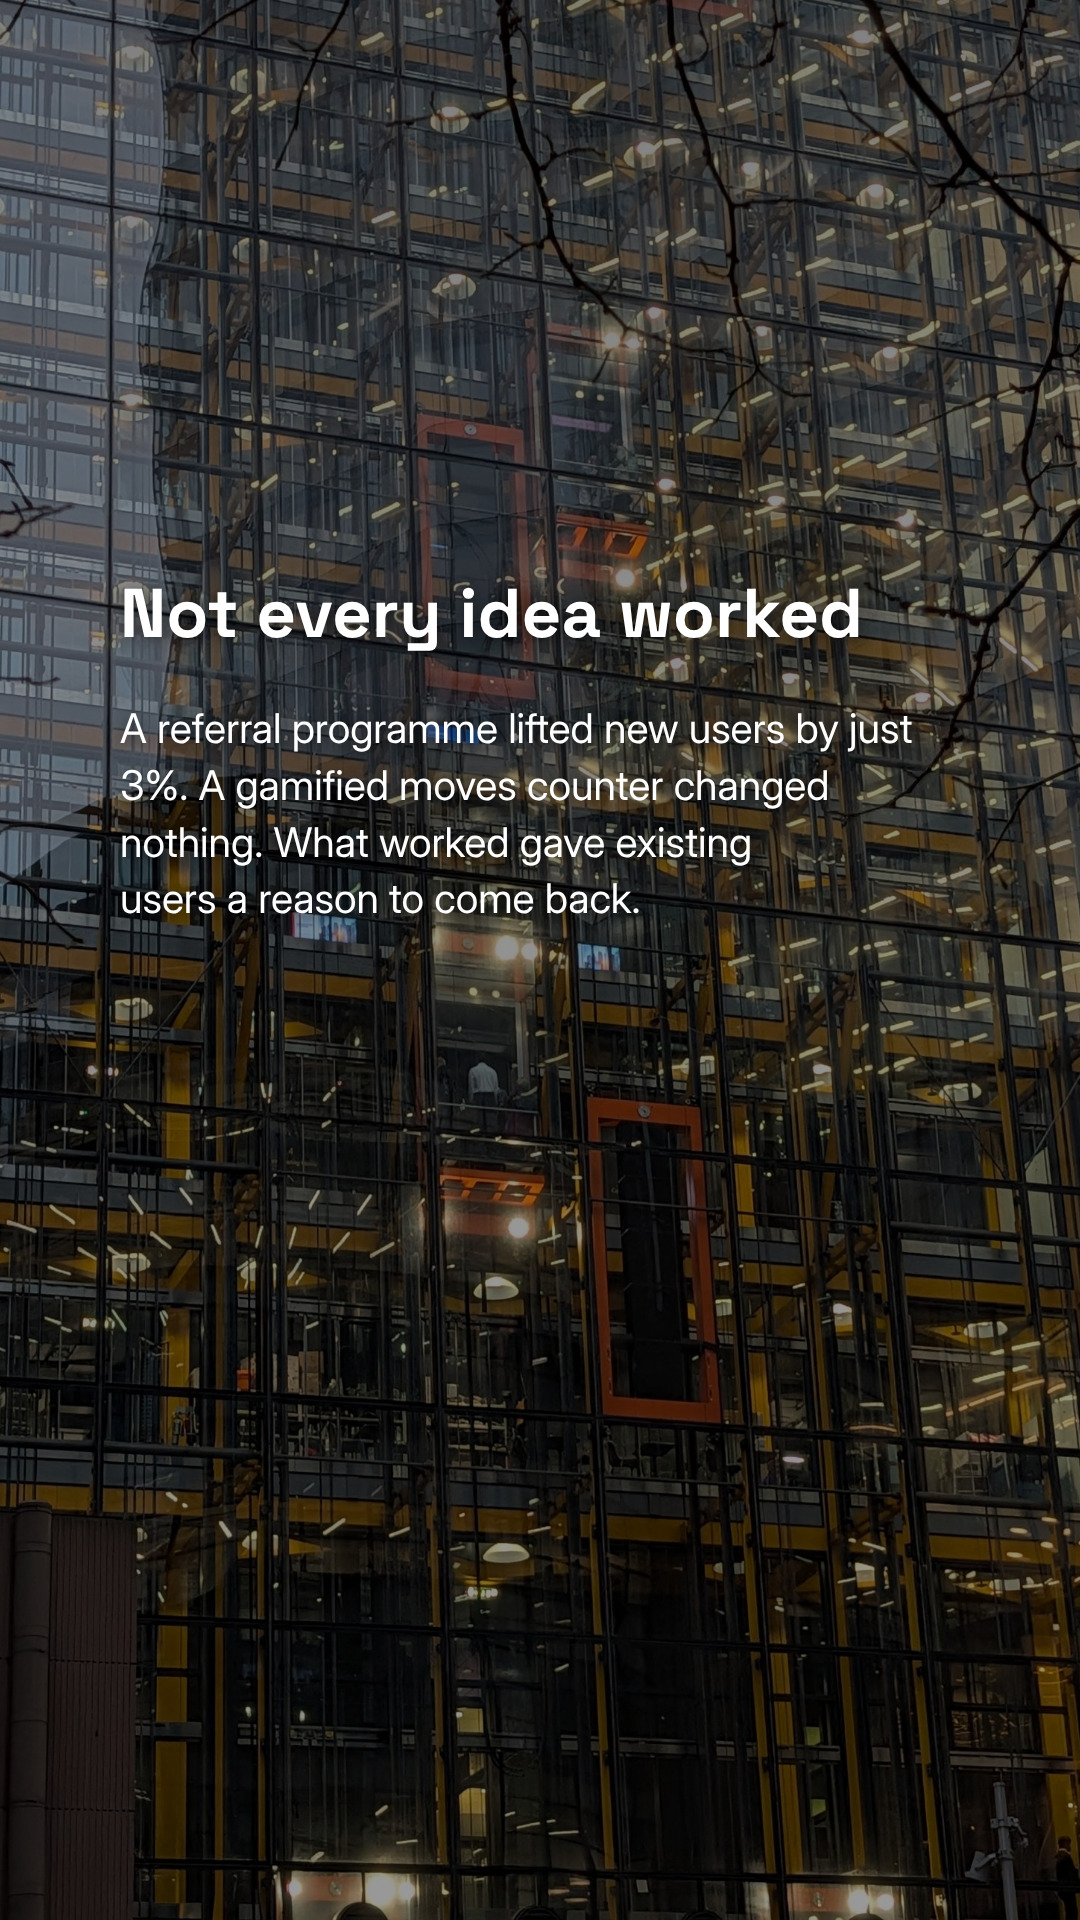 Not every idea worked
A referral programme lifted new users by just
3%. A gamified moves counter changed
nothing. What worked gave existing
users a reason to come back.